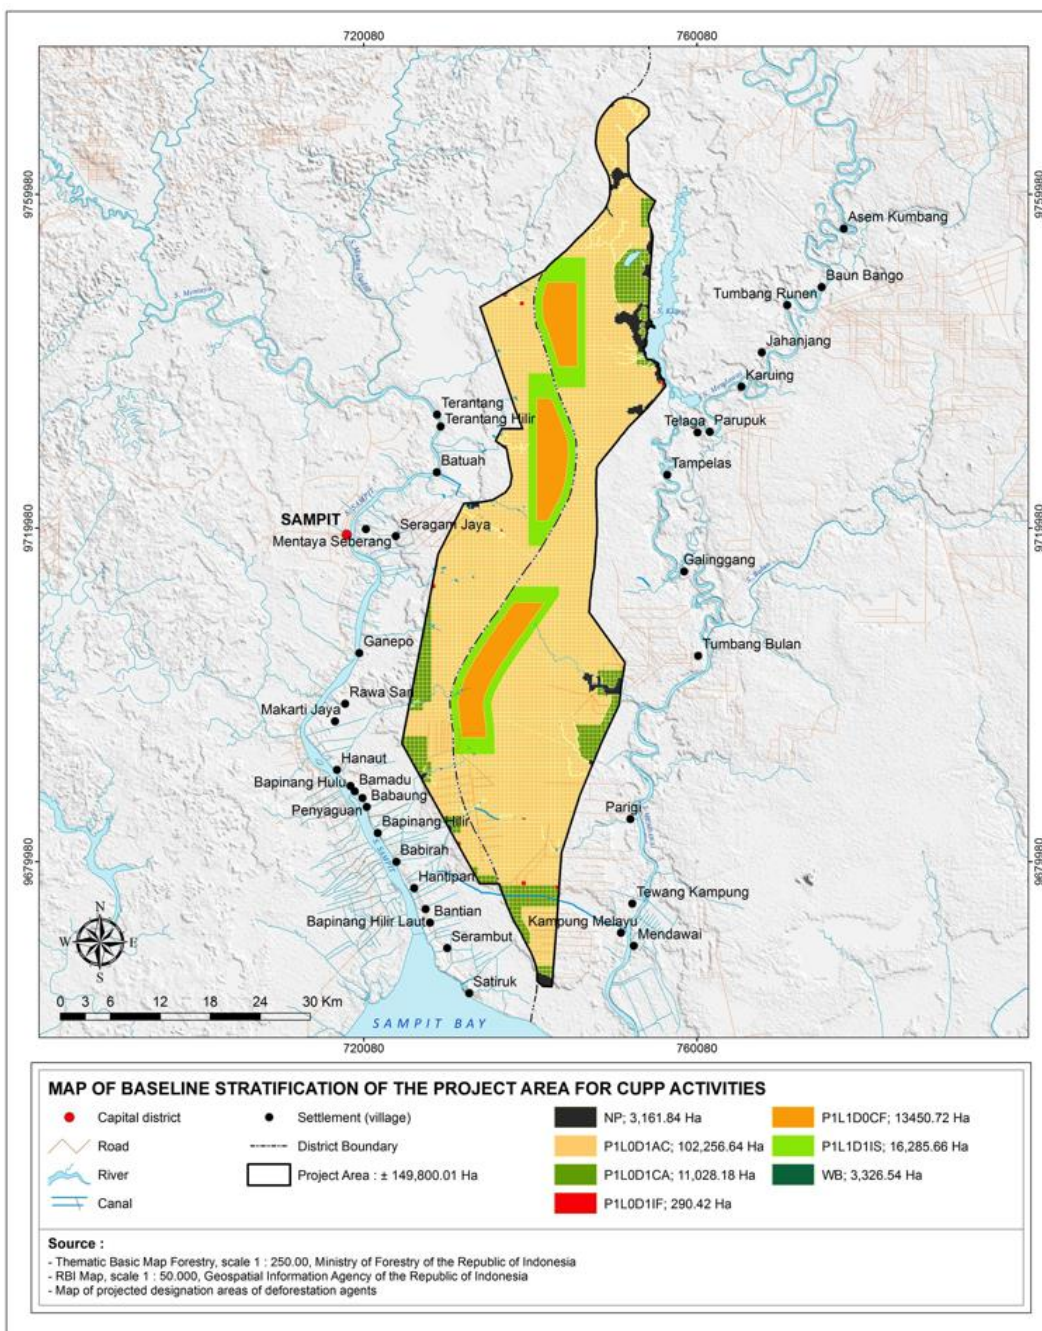 720080
760080
9759980
9759980
Asem Kumbang
Baun Bango
Tumbang Runen
S. Mentaya
Jahanjang
Karuing
Terantang
Terantang Hilir
Telaga
Parupuk
Batuah
Tampelas
SAMPIT
Seragam Jaya
Mentaya Seberang
9719980
9719980
Galinggang
Ganepo
Tumbang Bulan
Rawa Sari
Makarti Jaya
Hanaut
Bapinang Hulu
Bamadu
Babaung
Penyaguan
Parigi
Bapinang Hilir
S. SAMPIT
9679980
9679980
Babirah
Hantipan
Tewang Kampung
Bantian
Bapinang Hilir Laut
Kampung Melayu
Mendawai
Serambut
N
W
E
S
Satiruk
0 3 6 12 18 24 30 Km
SAMPIT BAY
720080
760080
MAP OF BASELINE STRATIFICATION OF THE PROJECT AREA FOR CUPP ACTIVITIES
Capital district
Settlement (village)
NP; 3,161.84 Ha
P1L1D0CF; 13450.72 Ha
Road
District Boundary
P1L0D1AC; 102,256.64 Ha
P1L1D1IS; 16,285.66 Ha
River
Project Area : ± 149,800.01 Ha
P1L0D1CA; 11,028.18 Ha
WB; 3,326.54 Ha
Canal
P1L0D1IF; 290.42 Ha
Source :
- Thematic Basic Map Forestry, scale 1 : 250.00, Ministry of Forestry of the Republic of Indonesia
- RBI Map, scale 1 : 50.000, Geospatial Information Agency of the Republic of Indonesia
- Map of projected designation areas of deforestation agents